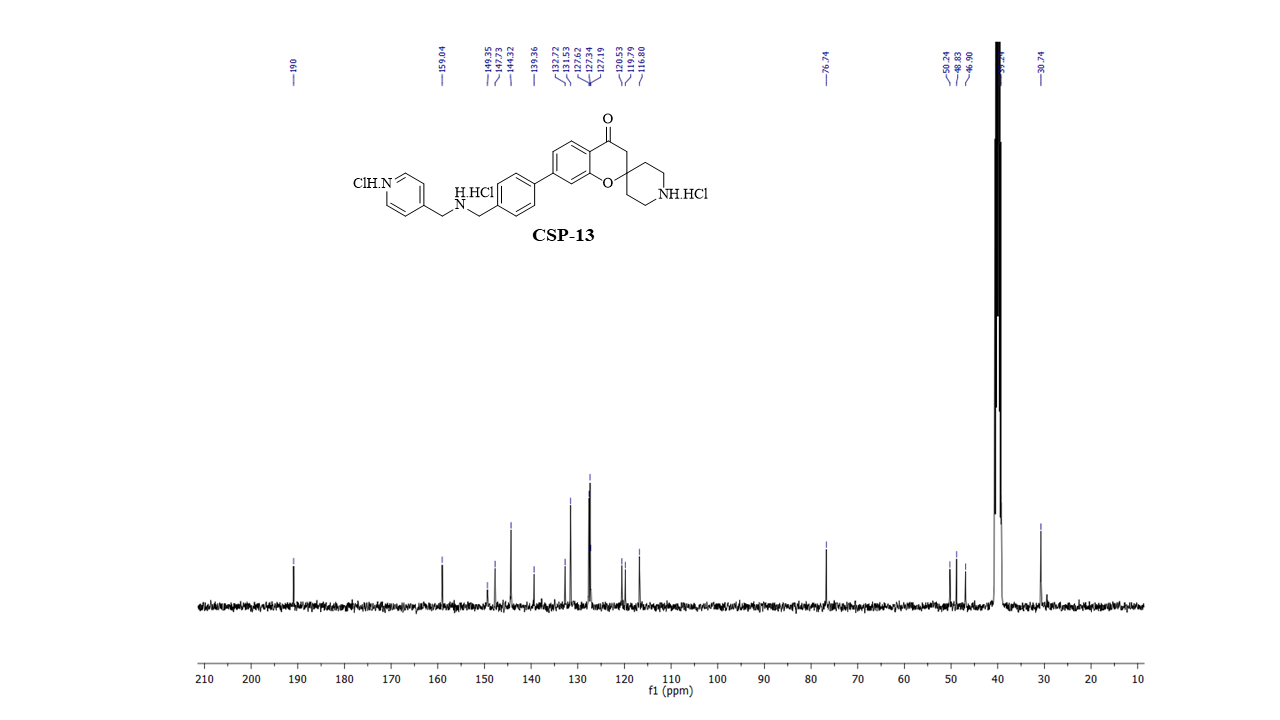 190
159.04
149.35
147.73
144.32
139.36
132.72
131.53
127.62
127.34
127.19
120.53
119.79
116.80
76.74
50.24
48.83
46.90
39.24
30.74
O
ClH.N
H.HCl
N
O
NH.HCl
CSP-13
210 200 190 180 170 160 150 140 130 120 110 100 90 80 70 60 50 40 30 20 10
f1 (ppm)